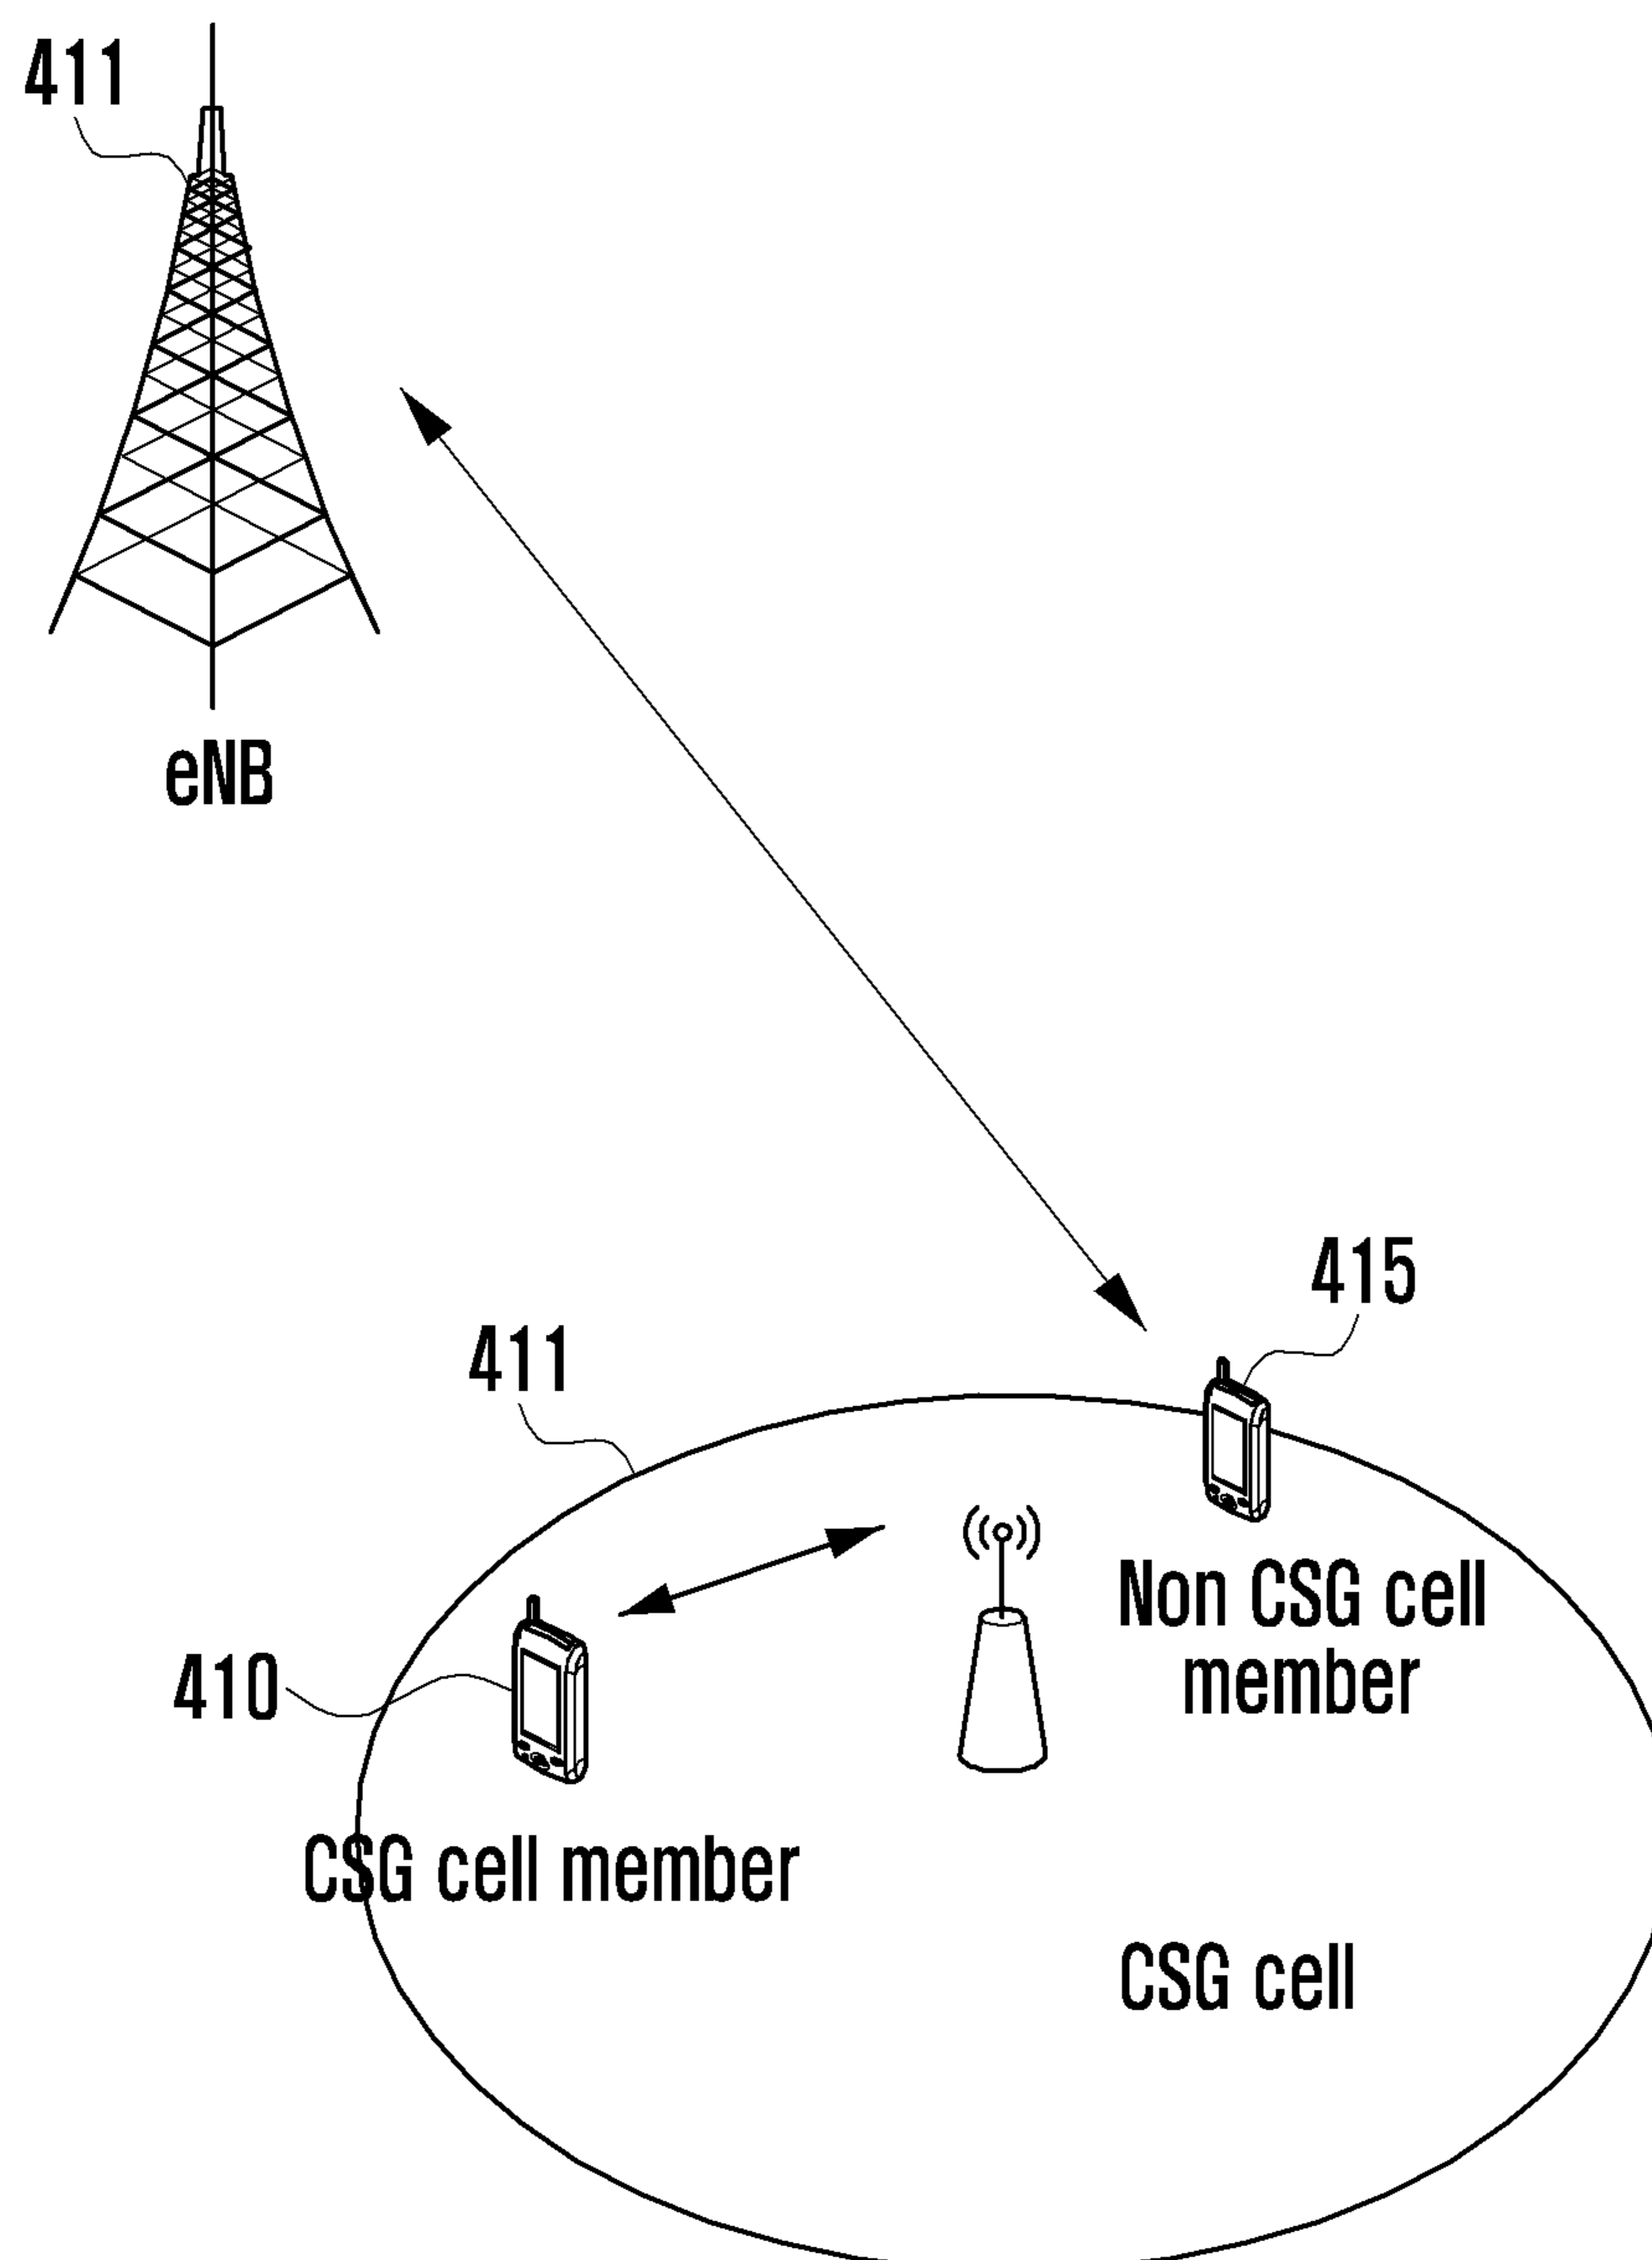 411
eNB
415
411
Non CSG cell
member
410
CSG cell member
CSG cell